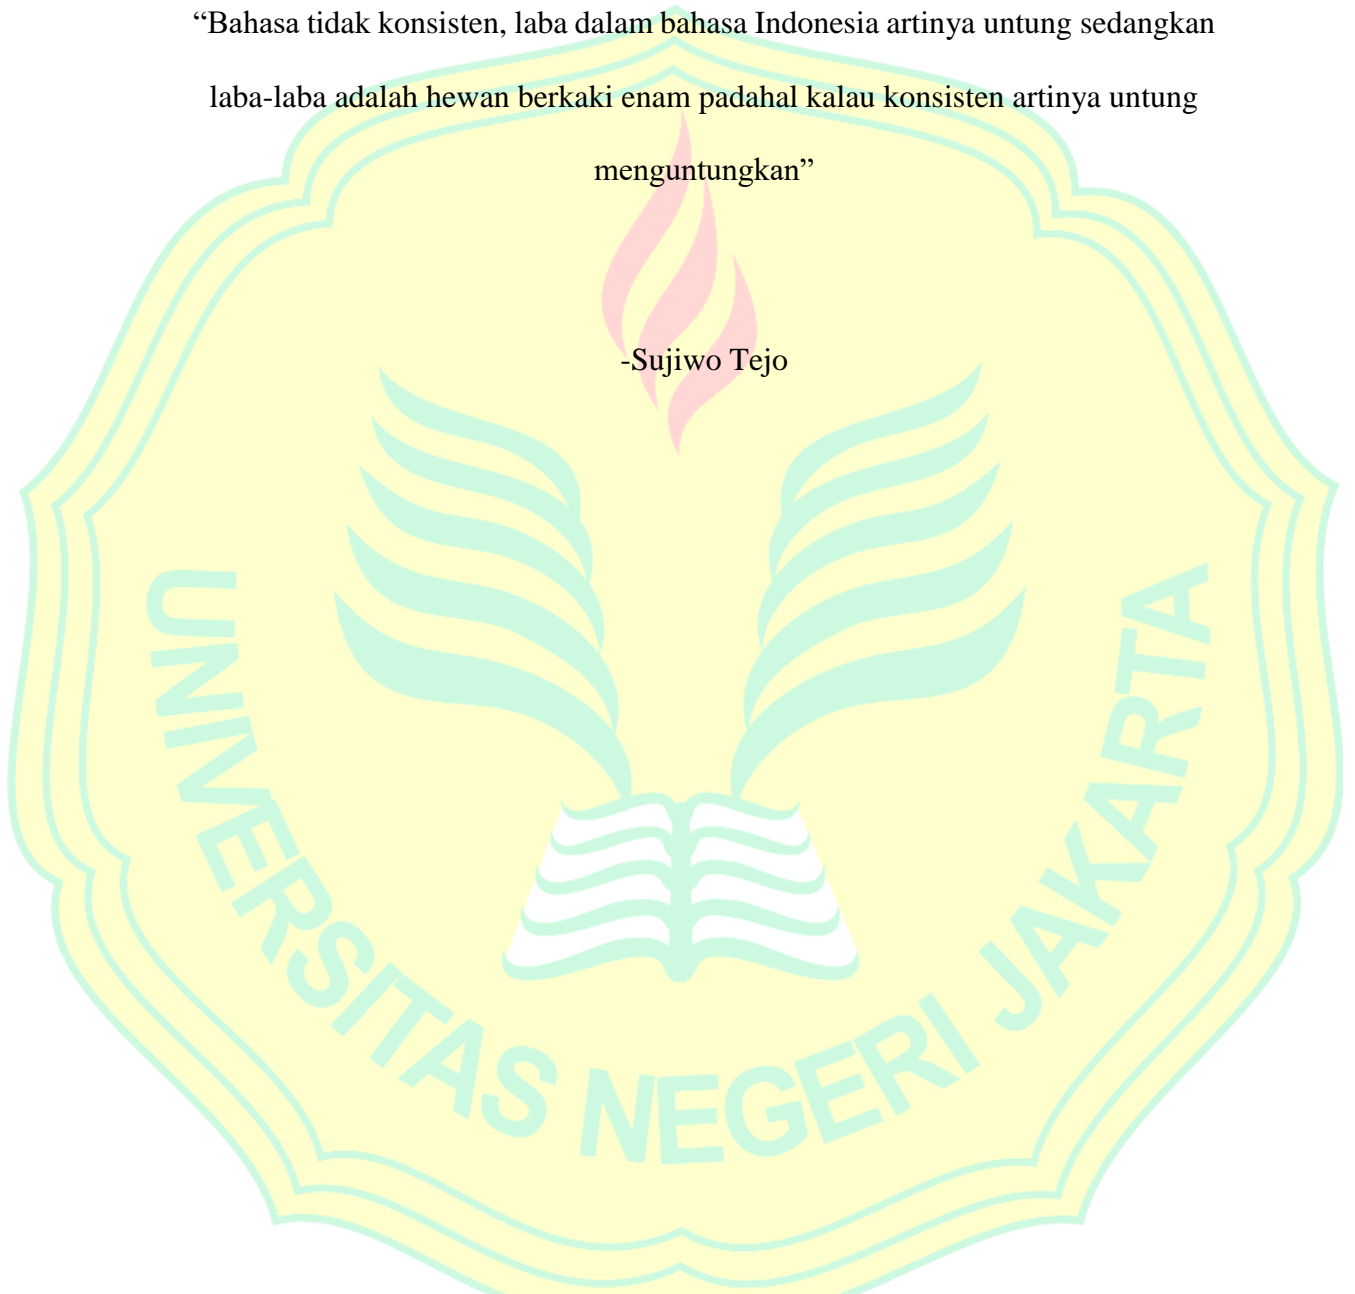 “Bahasa tidak konsisten, laba dalam bahasa Indonesia artinya untung sedangkan
laba-laba adalah hewan berkaki enam padahal kalau konsisten artinya untung
menguntungkan”
-Sujiwo Tejo
UNIVERSITAS NEGERI JAKARTA